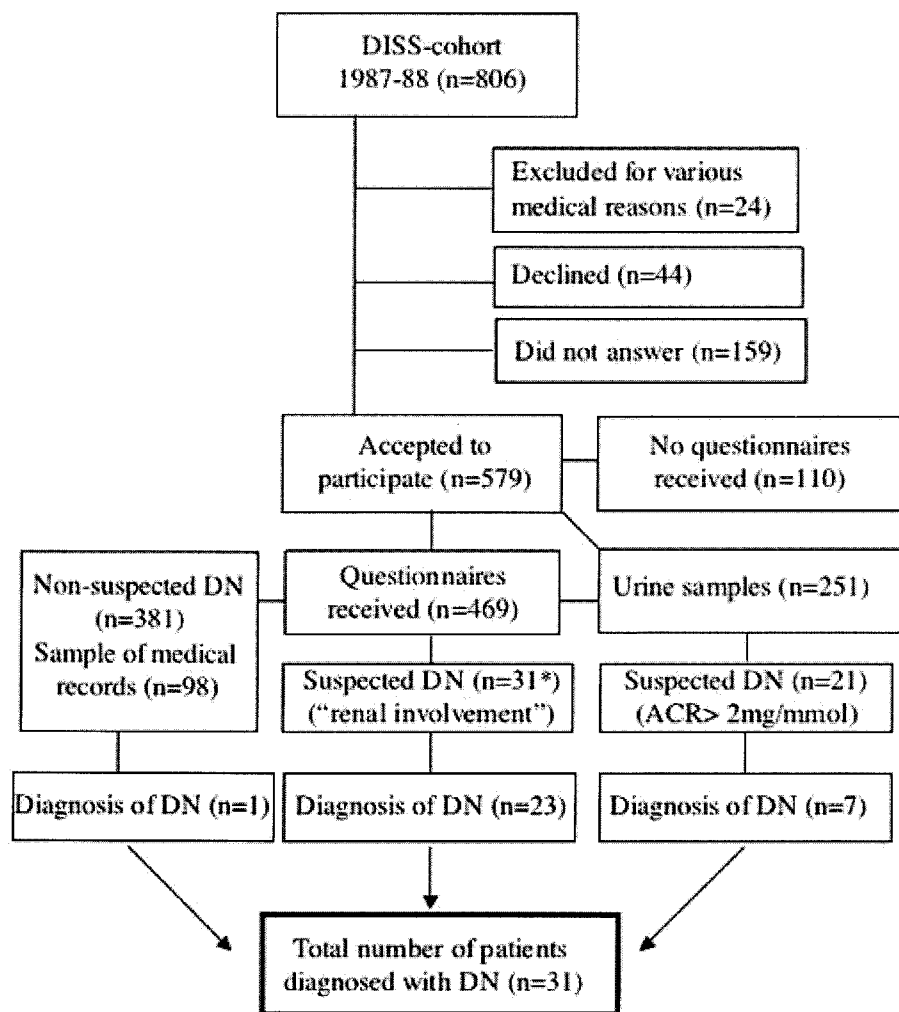 DISS-cohort
1987-88 (n=806)
Excluded for various
medical reasons (n=24)
Declined (n=44)
Did not answer (n=159)
Accepted to
participate (n=579)
No questionnaires
received (n=110)
Non-suspected DN
(n=381)
Sample of medical
records (n=98)
Questionnaires
received (n=469)
Urine samples (n=251)
Suspected DN (n=31*)
(“renal involvement”)
Suspected DN (n=21)
(ACR> 2mg/mmol)
Diagnosis of DN (n=1)
Diagnosis of DN (n=23)
Diagnosis of DN (n=7)
Total number of patients
diagnosed with DN (n=31)